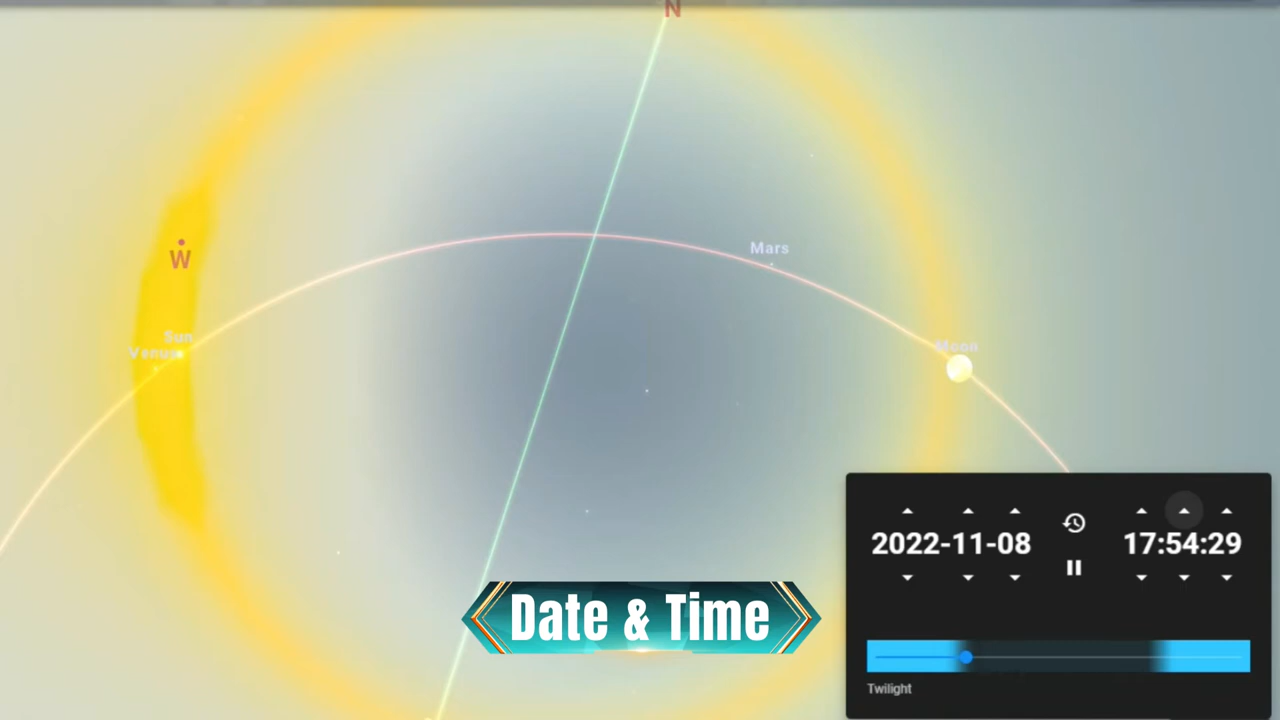 N
Mars
W
Sun
Venus
Moon
2022-11-08
17:54:29
Date & Time
Twilight